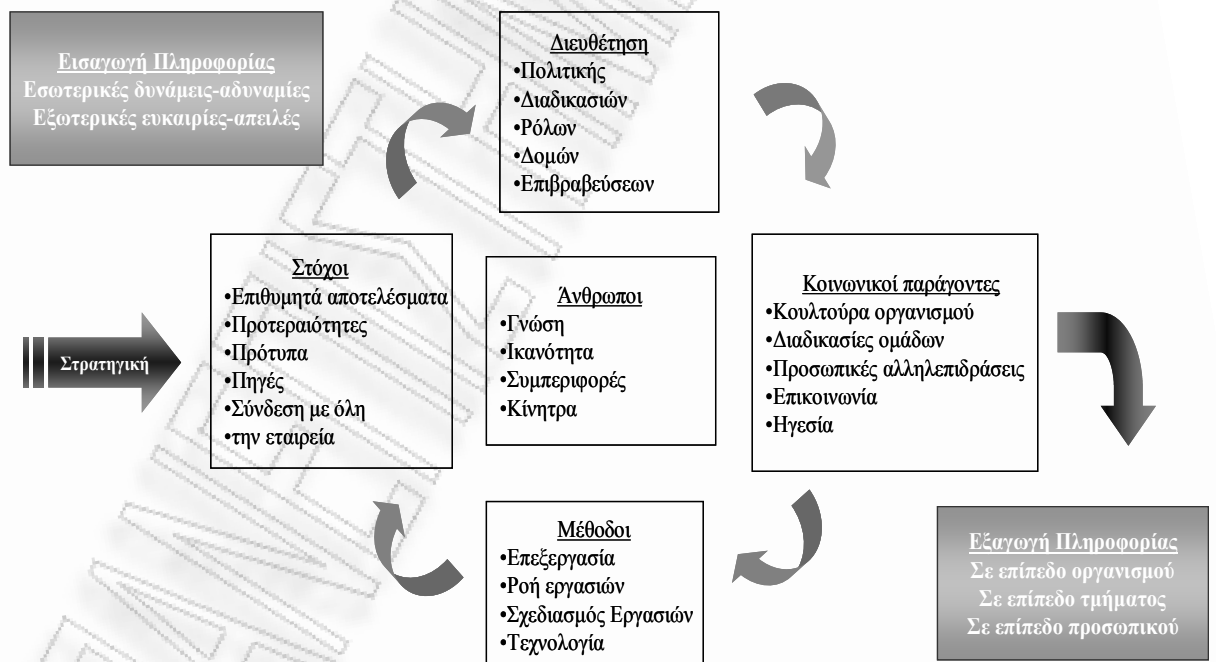 Εισαγωγή Πληροφορίας
Εσωτερικές δυνάμεις-αδυναμίες
Εξωτερικές ευκαιρίες-απειλές
Διευθέτηση
•Πολιτικής
•Διαδικασιών
•Ρόλων
•Δομών
•Επιβραβεύσεων
Στρατηγική
Στόχοι
•Επιθυμητά αποτελέσματα
•Προτεραιότητες
•Πρότυπα
•Πηγές
•Σύνδεση με όλη
•την εταιρεία
Άνθρωποι
•Γνώση
•Ικανότητα
•Συμπεριφορές
•Κίνητρα
Κοινωνικοί παράγοντες
•Κουλτούρα οργανισμού
•Διαδικασίες ομάδων
•Προσωπικές αλληλεπιδράσεις
•Επικοινωνία
•Ηγεσία
Μέθοδοι
•Επεξεργασία
•Ροή εργασιών
•Σχεδιασμός Εργασιών
•Τεχνολογία
Εξαγωγή Πληροφορίας
Σε επίπεδο οργανισμού
Σε επίπεδο τμήματος
Σε επίπεδο προσωπικού